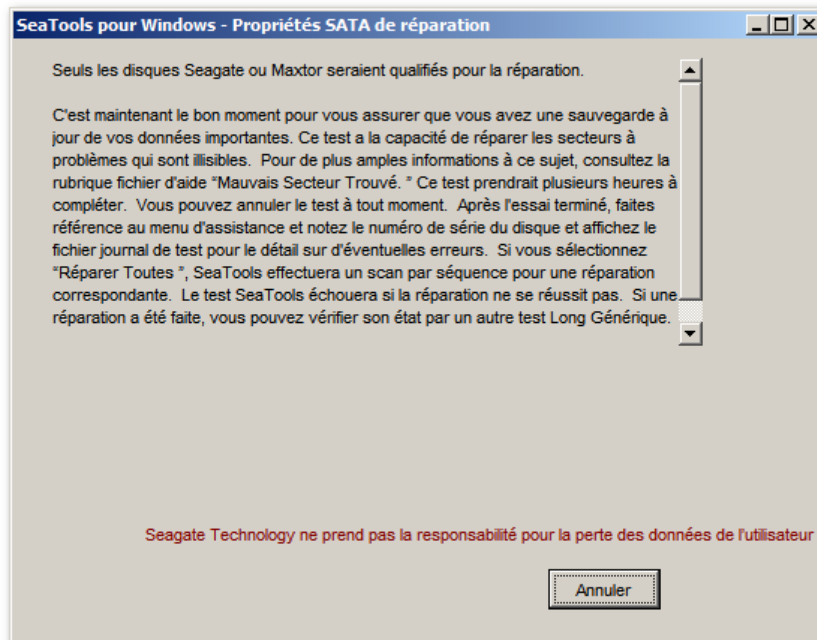 SeaTools pour Windows - Propriétés SATA de réparation
Seuls les disques Seagate ou Maxtor seraient qualifiés pour la réparation.
C'est maintenant le bon moment pour vous assurer que vous avez une sauvegarde à
jour de vos données importantes. Ce test a la capacité de réparer les secteurs à
problèmes qui sont illisibles.  Pour de plus amples informations à ce sujet, consultez la
rubrique fichier d'aide “Mauvais Secteur Trouvé. ” Ce test prendrait plusieurs heures à
compléter.  Vous pouvez annuler le test à tout moment.  Après l'essai terminé, faites
référence au menu d'assistance et notez le numéro de série du disque et affichez le
fichier journal de test pour le détail sur d'éventuelles erreurs.  Si vous sélectionnez
“Réparer Toutes ”, SeaTools effectuera un scan par séquence pour une réparation
correspondante.  Le test SeaTools échouera si la réparation ne se réussit pas.  Si une
réparation a été faite, vous pouvez vérifier son état par un autre test Long Générique.
Seagate Technology ne prend pas la responsabilité pour la perte des données de l'utilisateur
Annuler